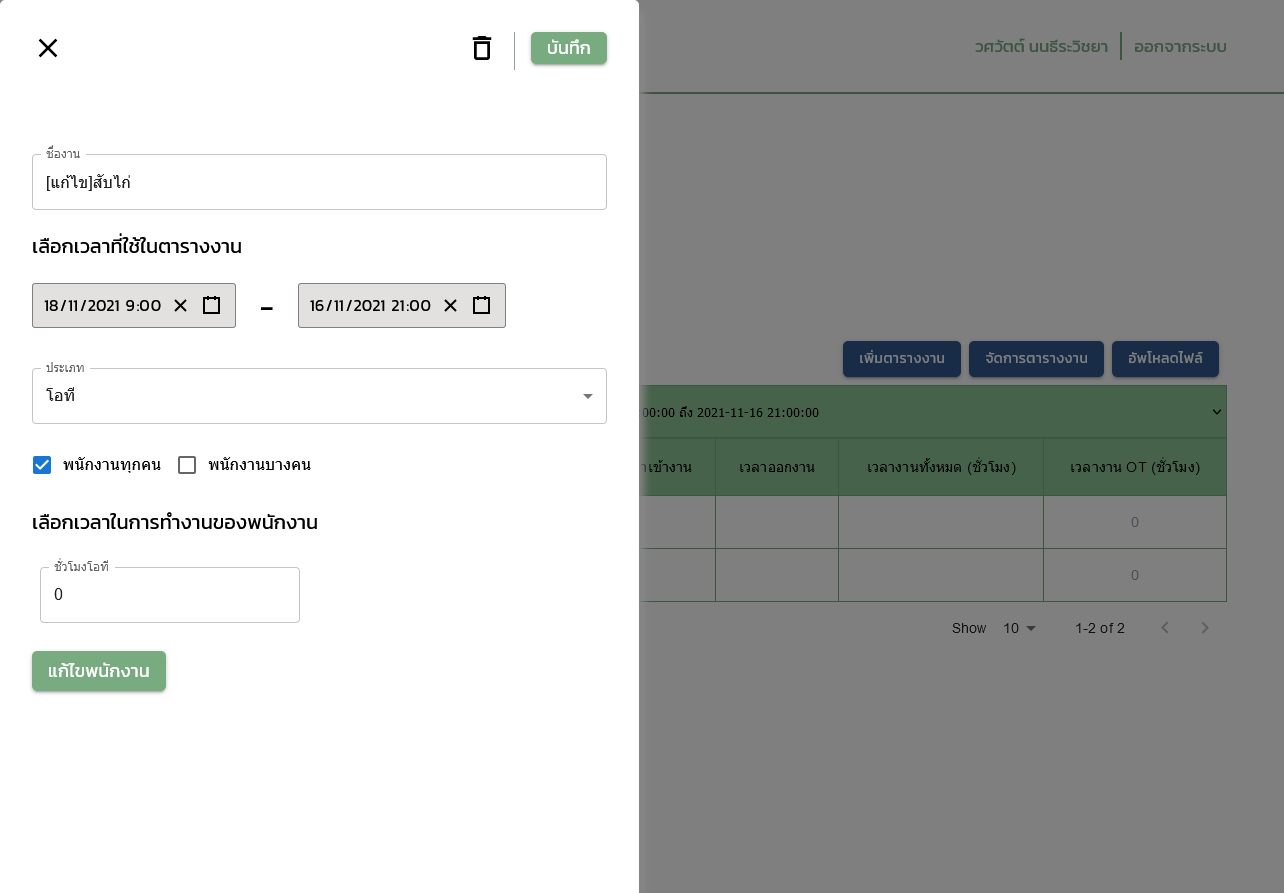 บันทึก
วศวัตต์ นนธีระวิชยา
ออกจากระบบ
ชื่องาน
[แก้ไข]สับไก่
เลือกเวลาที่ใช้ในตารางงาน
18/11/2021 9:00
–
16/11/2021 21:00
เพิ่มตารางงาน
จัดการตารางงาน
อัพโหลดไฟล์
ประเภท
โอที
00:00 ถึง 2021-11-16 21:00:00
พนักงานทุกคน
พนักงานบางคน
เข้างาน
เวลาออกงาน
เวลางานทั้งหมด (ชั่วโมง)
เวลางาน OT (ชั่วโมง)
เลือกเวลาในการทำงานของพนักงาน
0
ชั่วโมงโอที
0
0
Show 10
1-2 of 2
แก้ไขพนักงาน